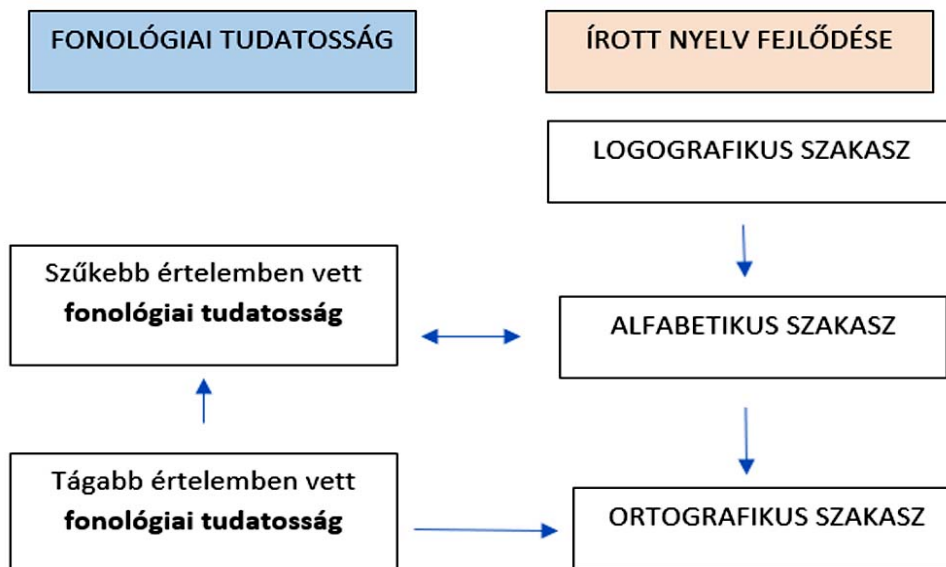 FONOLÓGIAI TUDATOSSÁG
ÍROTT NYELV FEJLŐDÉSE
LOGOGRAFIKUS SZAKASZ
Szűkebb értelemben vett
fonológiai tudatosság
ALFABETIKUS SZAKASZ
Tágabb értelemben vett
fonológiai tudatosság
ORTOGRAFIKUS SZAKASZ